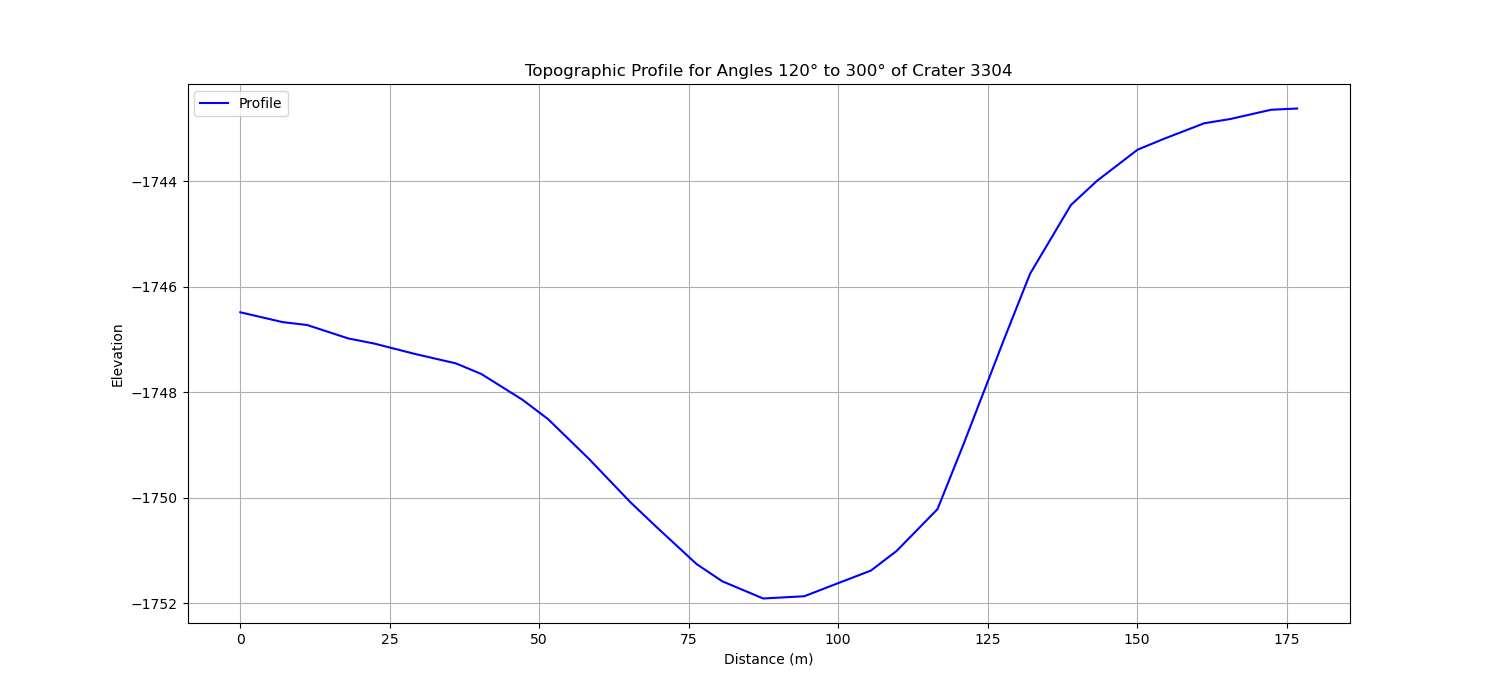 Topographic Profile for Angles 120° to 300° of Crater 3304
Profile
−1744
−1746
−1748
−1750
−1752
Elevation
0 25 50 75 100 125 150 175
Distance (m)